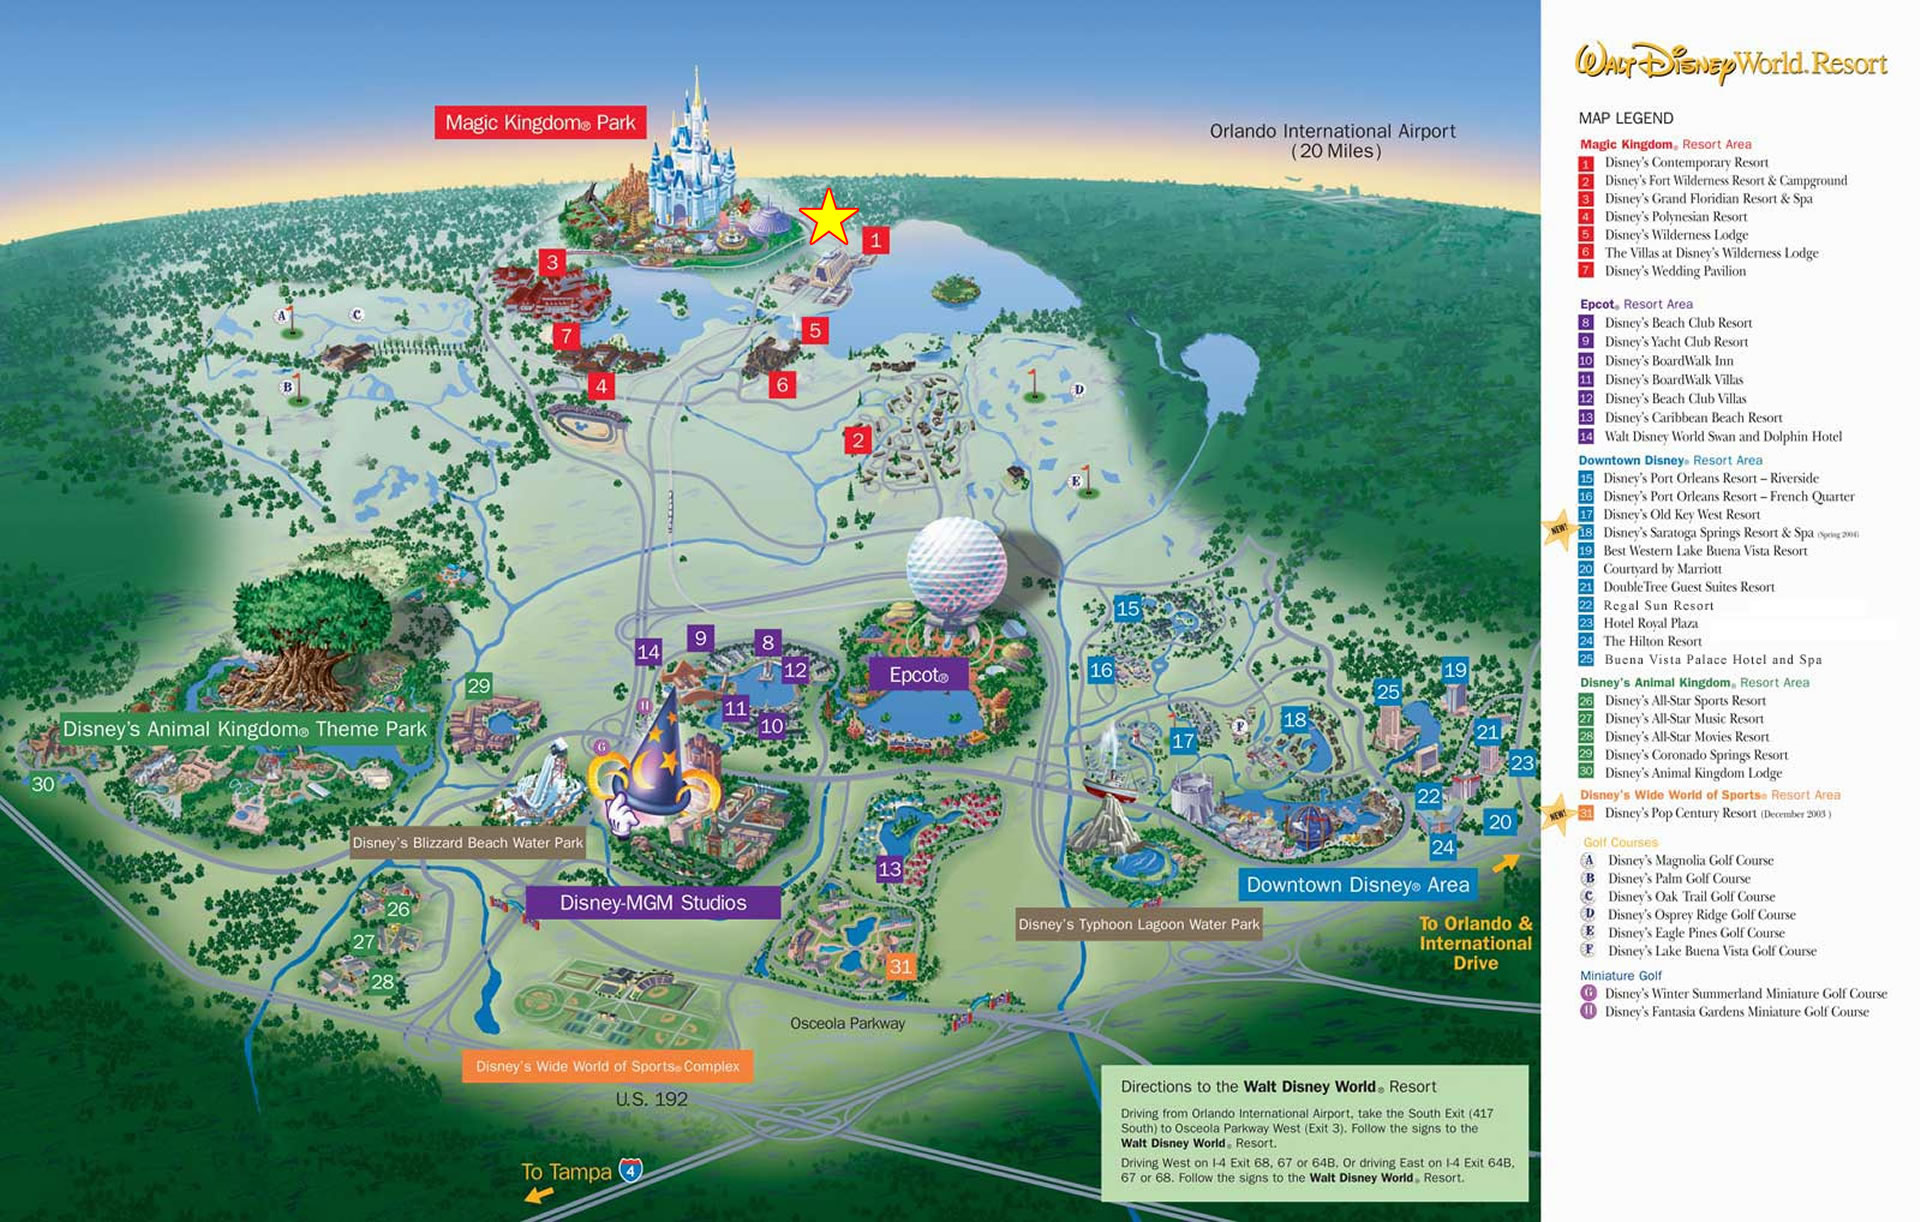 Magic Kingdom® Park
Orlando International Airport
(20 Miles)
1
3
7
5
4
6
2
A
C
B
D
E
Epcot®
15
16
14
9
8
12
11
10
H
G
29
Disney's Animal Kingdom® Theme Park
30
Disney's Blizzard Beach Water Park
Disney-MGM Studios
13
26
27
28
31
17
F
18
25
19
21
23
22
20
24
Downtown Disney® Area
Disney's Typhoon Lagoon Water Park
To Orlando &
International
Drive
Osceola Parkway
Disney's Wide World of Sports® Complex
U.S. 192
To Tampa 4
Directions to the Walt Disney World® Resort
Driving from Orlando International Airport, take the South Exit (417
South) to Osceola Parkway West (Exit 3). Follow the signs to the
Walt Disney World® Resort.
Driving West on I-4 Exit 68, 67 or 64B. Or driving East on I-4 Exit 64B,
67 or 68. Follow the signs to the Walt Disney World® Resort.
Walt Disney World® Resort
MAP LEGEND
Magic Kingdom® Resort Area
1 Disney's Contemporary Resort
2 Disney's Fort Wilderness Resort & Campground
3 Disney's Grand Floridian Resort & Spa
4 Disney's Polynesian Resort
5 Disney's Wilderness Lodge
6 The Villas at Disney's Wilderness Lodge
7 Disney's Wedding Pavilion
Epcot® Resort Area
8 Disney's Beach Club Resort
9 Disney's Yacht Club Resort
10 Disney's BoardWalk Inn
11 Disney's BoardWalk Villas
12 Disney's Beach Club Villas
13 Disney's Caribbean Beach Resort
14 Walt Disney World Swan and Dolphin Hotel
Downtown Disney® Resort Area
15 Disney's Port Orleans Resort – Riverside
16 Disney's Port Orleans Resort – French Quarter
17 Disney's Old Key West Resort
NEW! 18 Disney's Saratoga Springs Resort & Spa (Spring 2004)
19 Best Western Lake Buena Vista Resort
20 Courtyard by Marriott
21 DoubleTree Guest Suites Resort
22 Regal Sun Resort
23 Hotel Royal Plaza
24 The Hilton Resort
25 Buena Vista Palace Hotel and Spa
Disney's Animal Kingdom® Resort Area
26 Disney's All-Star Sports Resort
27 Disney's All-Star Music Resort
28 Disney's All-Star Movies Resort
29 Disney's Coronado Springs Resort
30 Disney's Animal Kingdom Lodge
Disney's Wide World of Sports® Resort Area
NEW! 31 Disney's Pop Century Resort (December 2003 )
Golf Courses
A Disney's Magnolia Golf Course
B Disney's Palm Golf Course
C Disney's Oak Trail Golf Course
D Disney's Osprey Ridge Golf Course
E Disney's Eagle Pines Golf Course
F Disney's Lake Buena Vista Golf Course
Miniature Golf
G Disney's Winter Summerland Miniature Golf Course
H Disney's Fantasia Gardens Miniature Golf Course